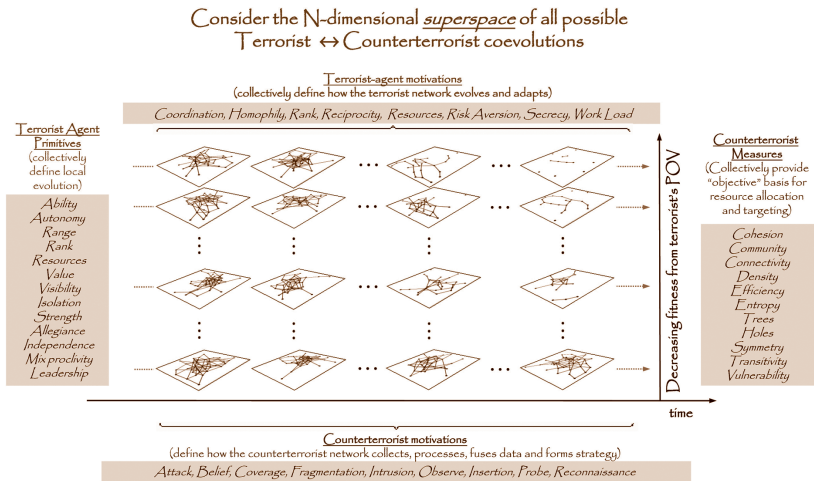 Consider the N-dimensional superspace of all possible
Terrorist ↔ Counterterrorist coevolutions
Terrorist-agent motivations
(collectively define how the terrorist network evolves and adapts)
Coordination, Homophily, Rank, Reciprocity, Resources, Risk Aversion, Secrecy, Work Load
Terrorist Agent
Primitives
(collectively
define local
evolution)
Ability
Autonomy
Range
Rank
Resources
Value
Visibility
Isolation
Strength
Allegiance
Independence
Mix proclivity
Leadership
Decreasing fitness from terrorist's POV
time
Counterterrorist
Measures
(Collectively provide
"objective" basis for
resource allocation
and targeting)
Cohesion
Community
Connectivity
Density
Efficiency
Entropy
Trees
Holes
Symmetry
Transitivity
Vulnerability
Counterterrorist motivations
(define how the counterterrorist network collects, processes, fuses data and forms strategy)
Attack, Belief, Coverage, Fragmentation, Intrusion, Observe, Insertion, Probe, Reconnaissance